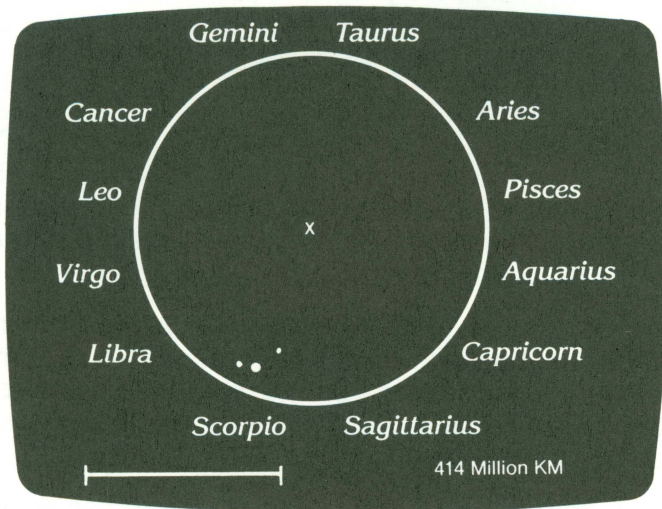 Gemini Taurus
Cancer Aries
Leo Pisces
X
Virgo Aquarius
Libra Capricorn
Scorpio Sagittarius
414 Million KM